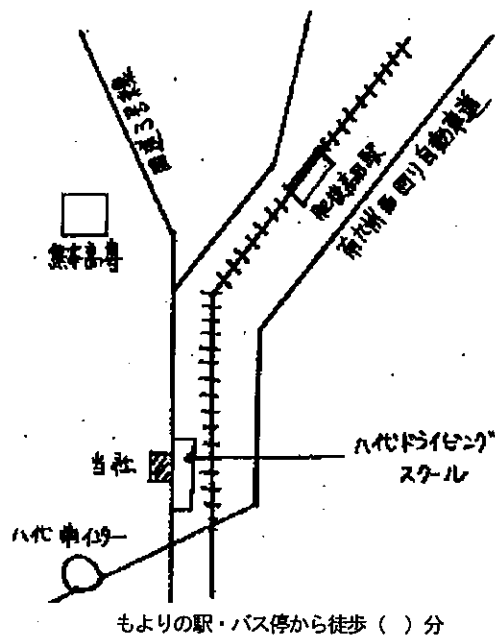 国道3号線
肥後高田駅
南九州西回り自動車道
熊本高専
当社
八代ドライビング
スクール
八代南インター
もよりの駅・バス停から徒歩（ ）分